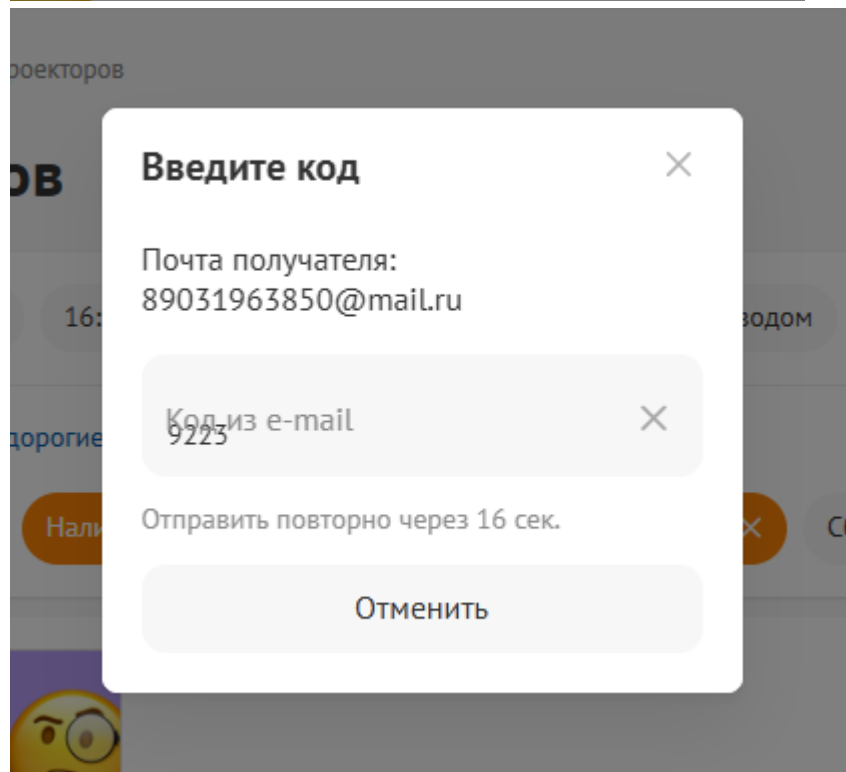 роекторов
ов
Введите код
Почта получателя:
89031963850@mail.ru
16:
водом
Код из e-mail
9223
дорогие
Отправить повторно через 16 сек.
Нали
Сб
Отменить